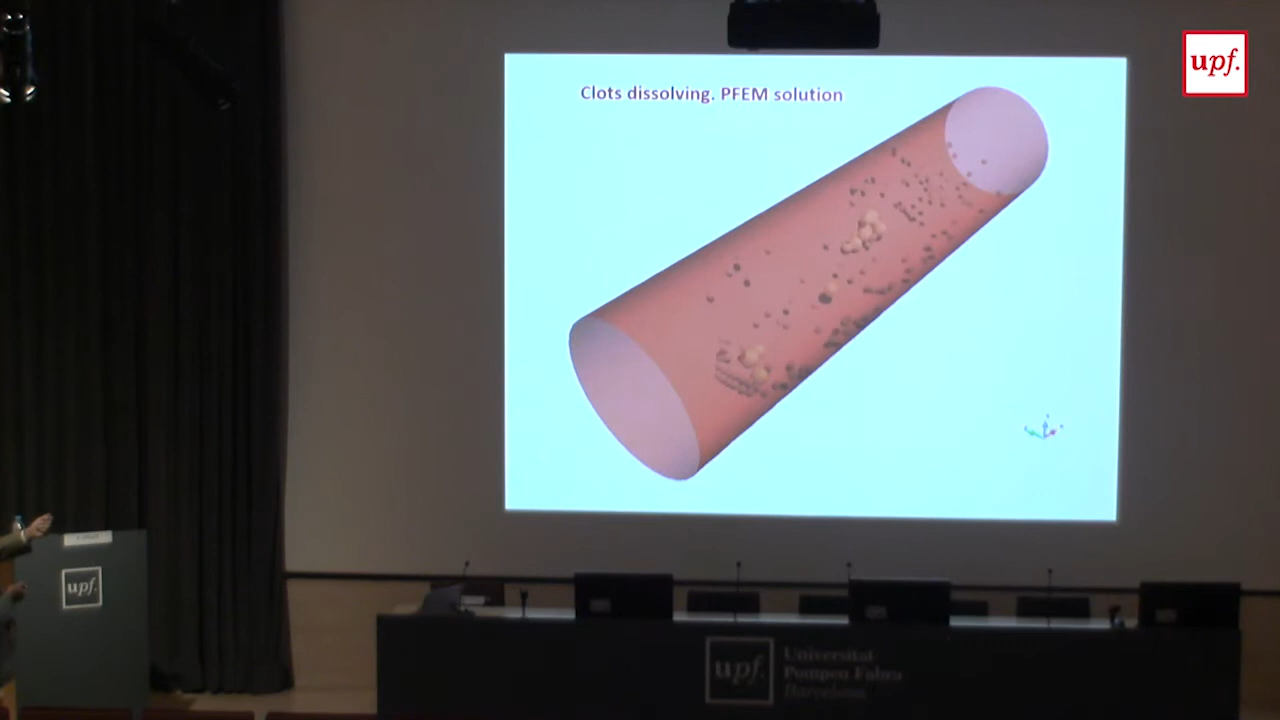 upf.
Clots dissolving. PFEM solution
upf.
upf.
Universitat
Pompeu Fabra
Barcelona